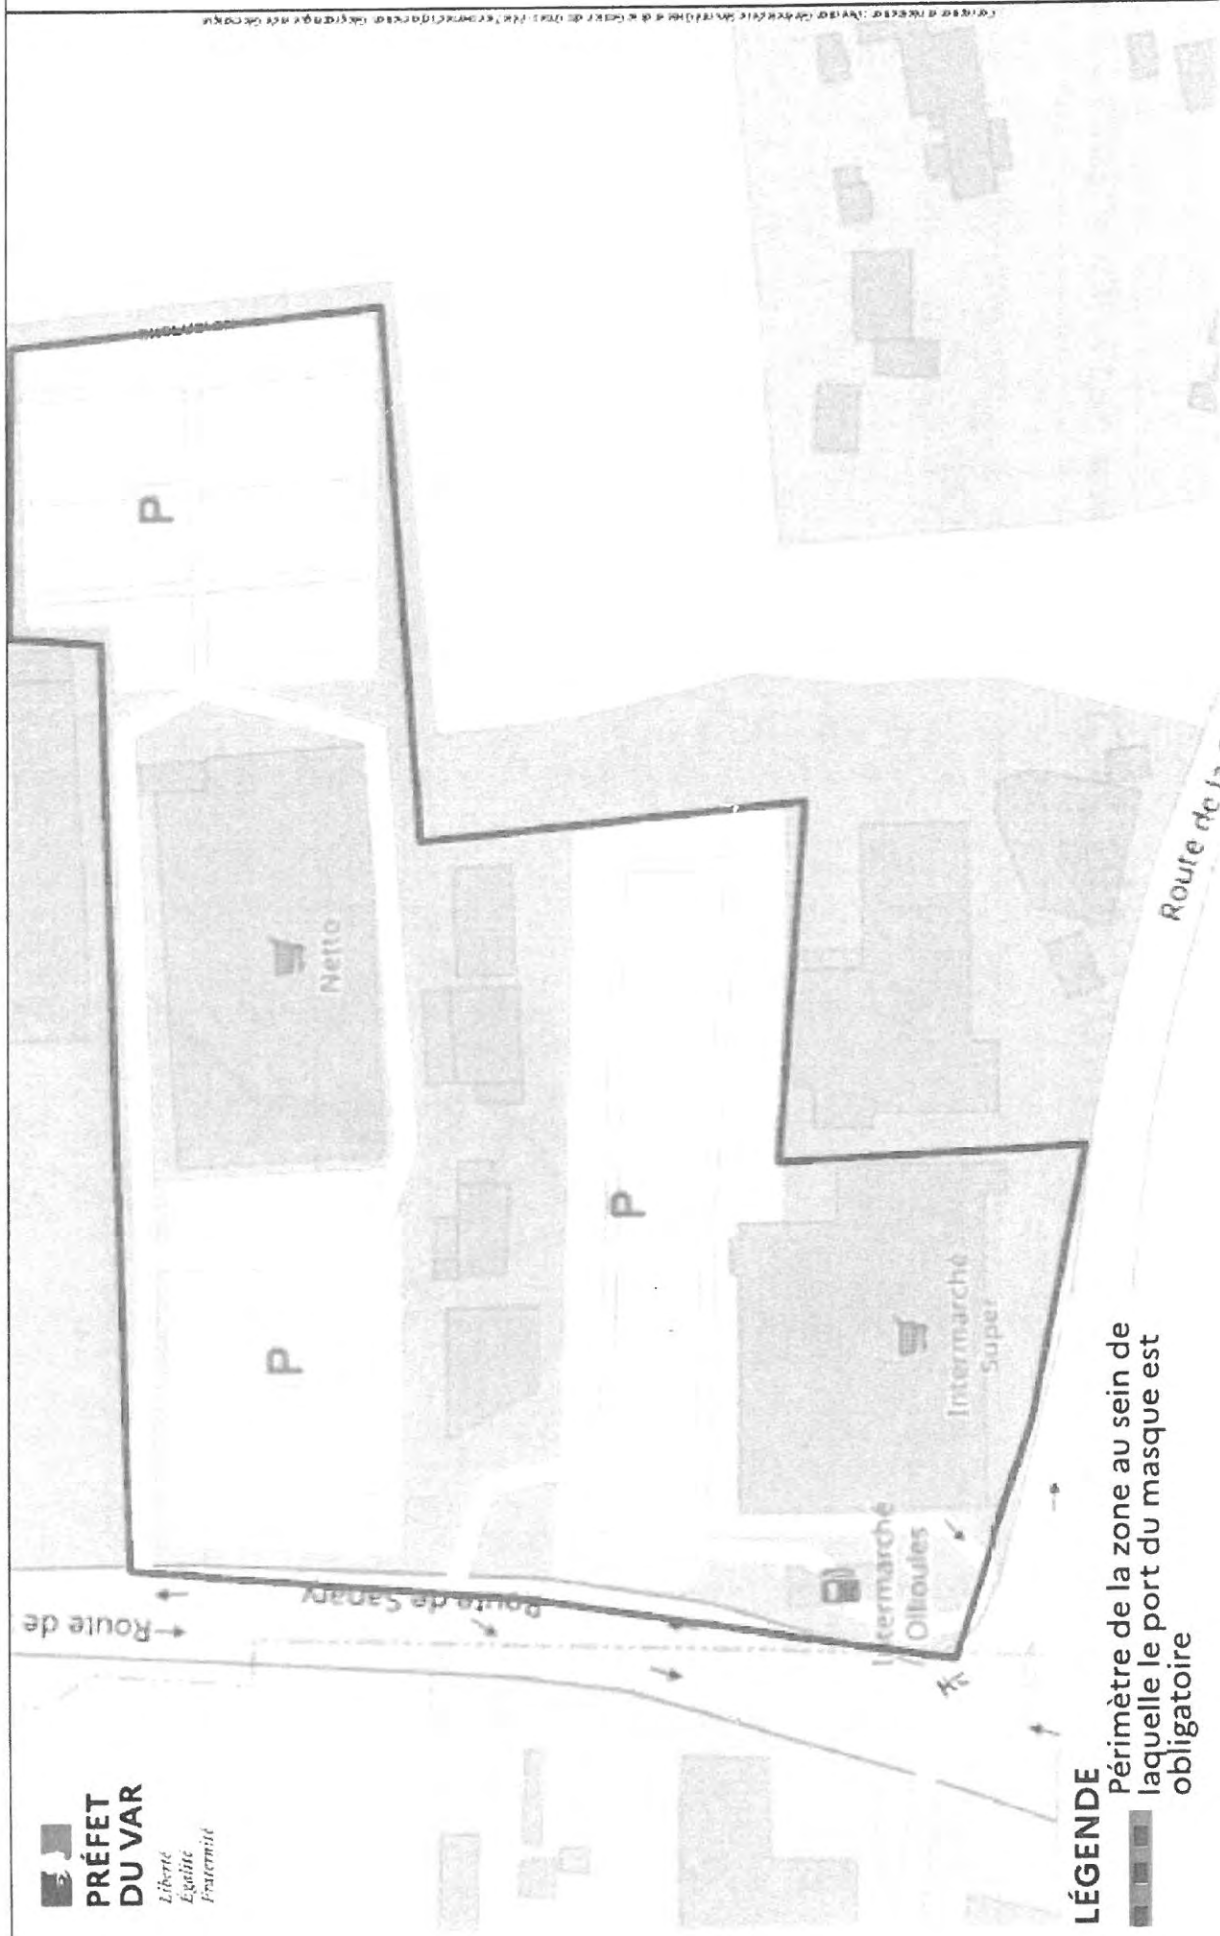 PRÉFET
DU VAR
Liberté
Égalité
Fraternité
Route de
Route de Sanary
P
P
P
Netto
Intermarché
Ollioules
Intermarché
Super
Route de la
LÉGENDE
Périmètre de la zone au sein de
laquelle le port du masque est
obligatoire